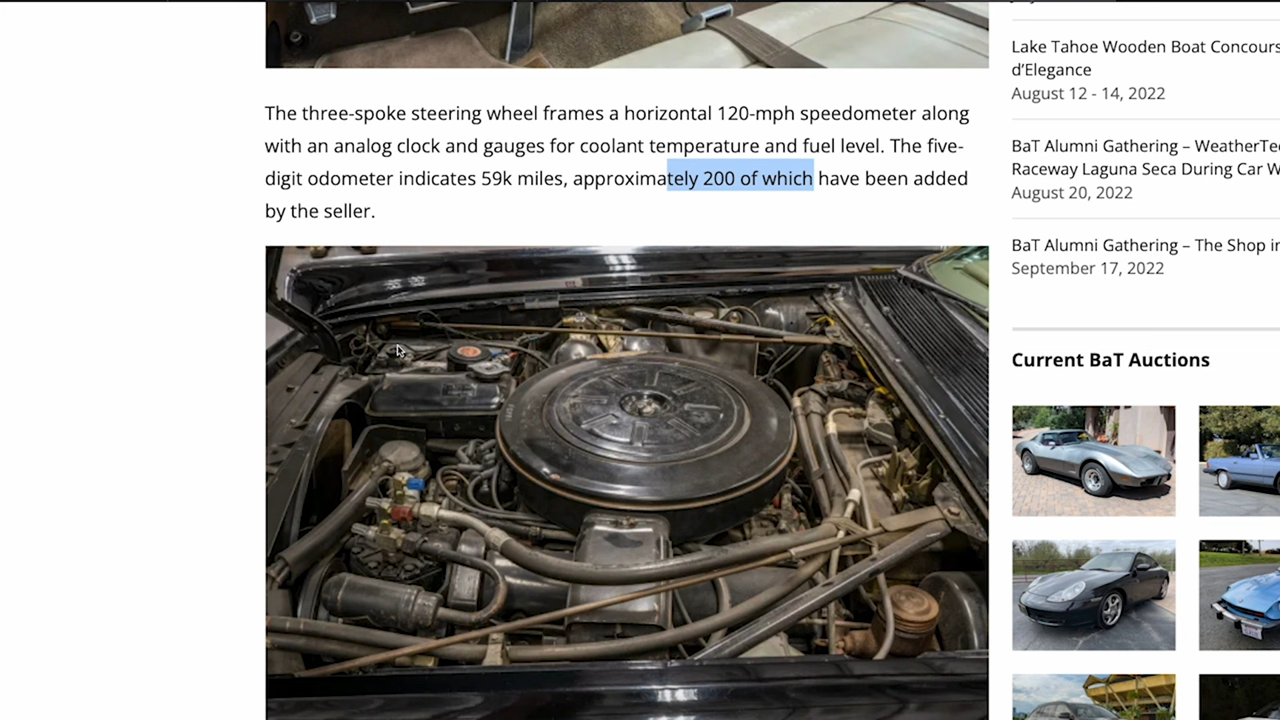 The three-spoke steering wheel frames a horizontal 120-mph speedometer along
with an analog clock and gauges for coolant temperature and fuel level. The five-
digit odometer indicates 59k miles, approximately 200 of which have been added
by the seller.
Lake Tahoe Wooden Boat Concours
d'Elegance
August 12 - 14, 2022
BaT Alumni Gathering – WeatherTe
Raceway Laguna Seca During Car W
August 20, 2022
BaT Alumni Gathering – The Shop in
September 17, 2022
Current BaT Auctions